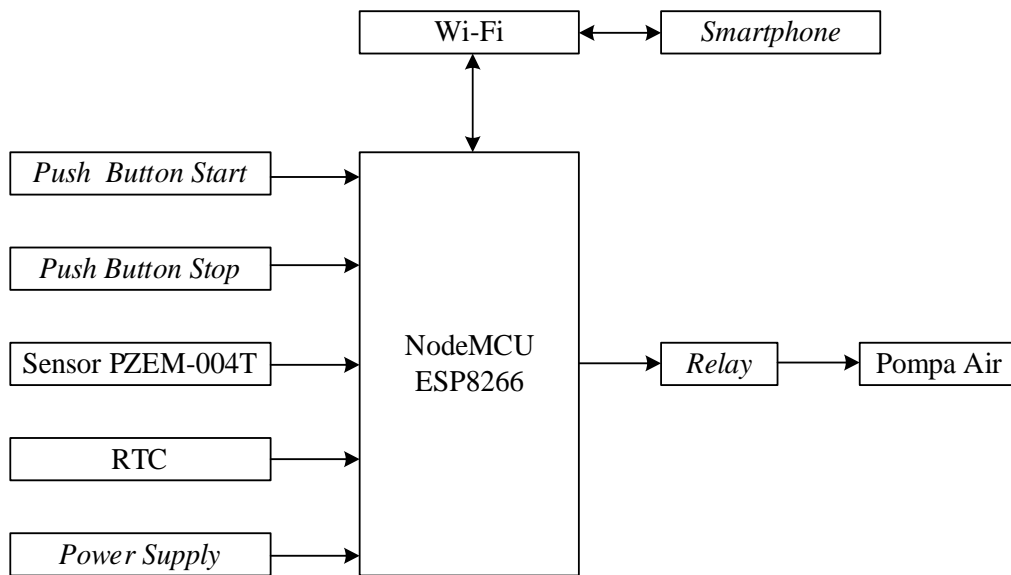 Wi-Fi
Smartphone
Push Button Start
Push Button Stop
Sensor PZEM-004T
NodeMCU
ESP8266
Relay
Pompa Air
RTC
Power Supply